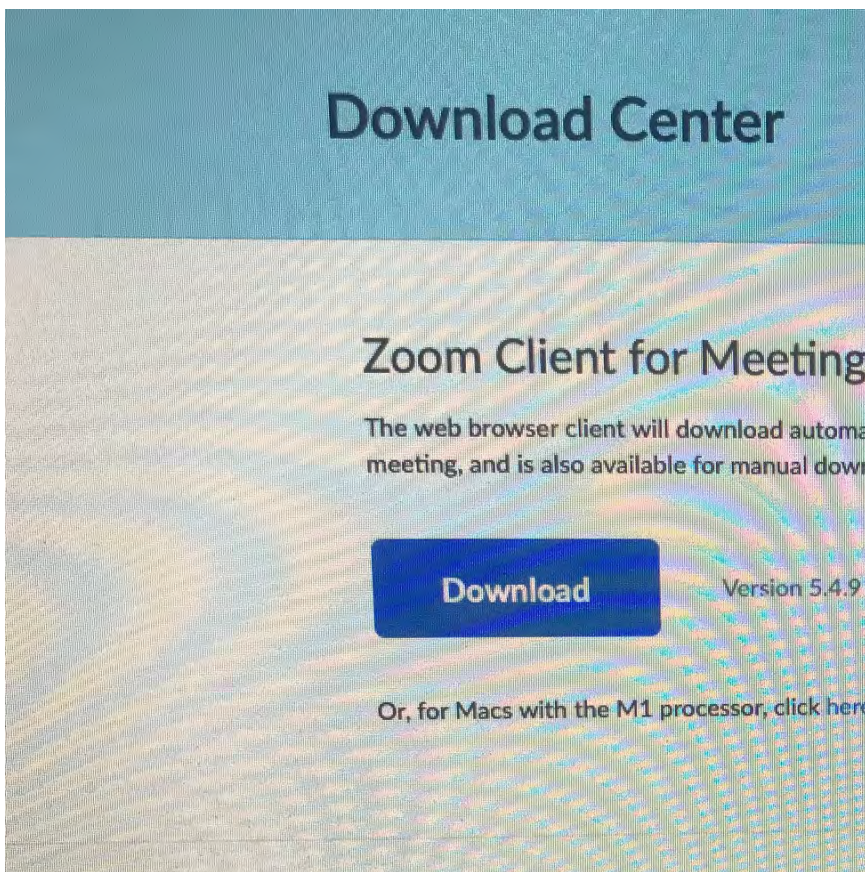 Download Center
Zoom Client for Meeting
The web browser client will download automa
meeting, and is also available for manual dow
Download
Version 5.4.9
Or, for Macs with the M1 processor, click here